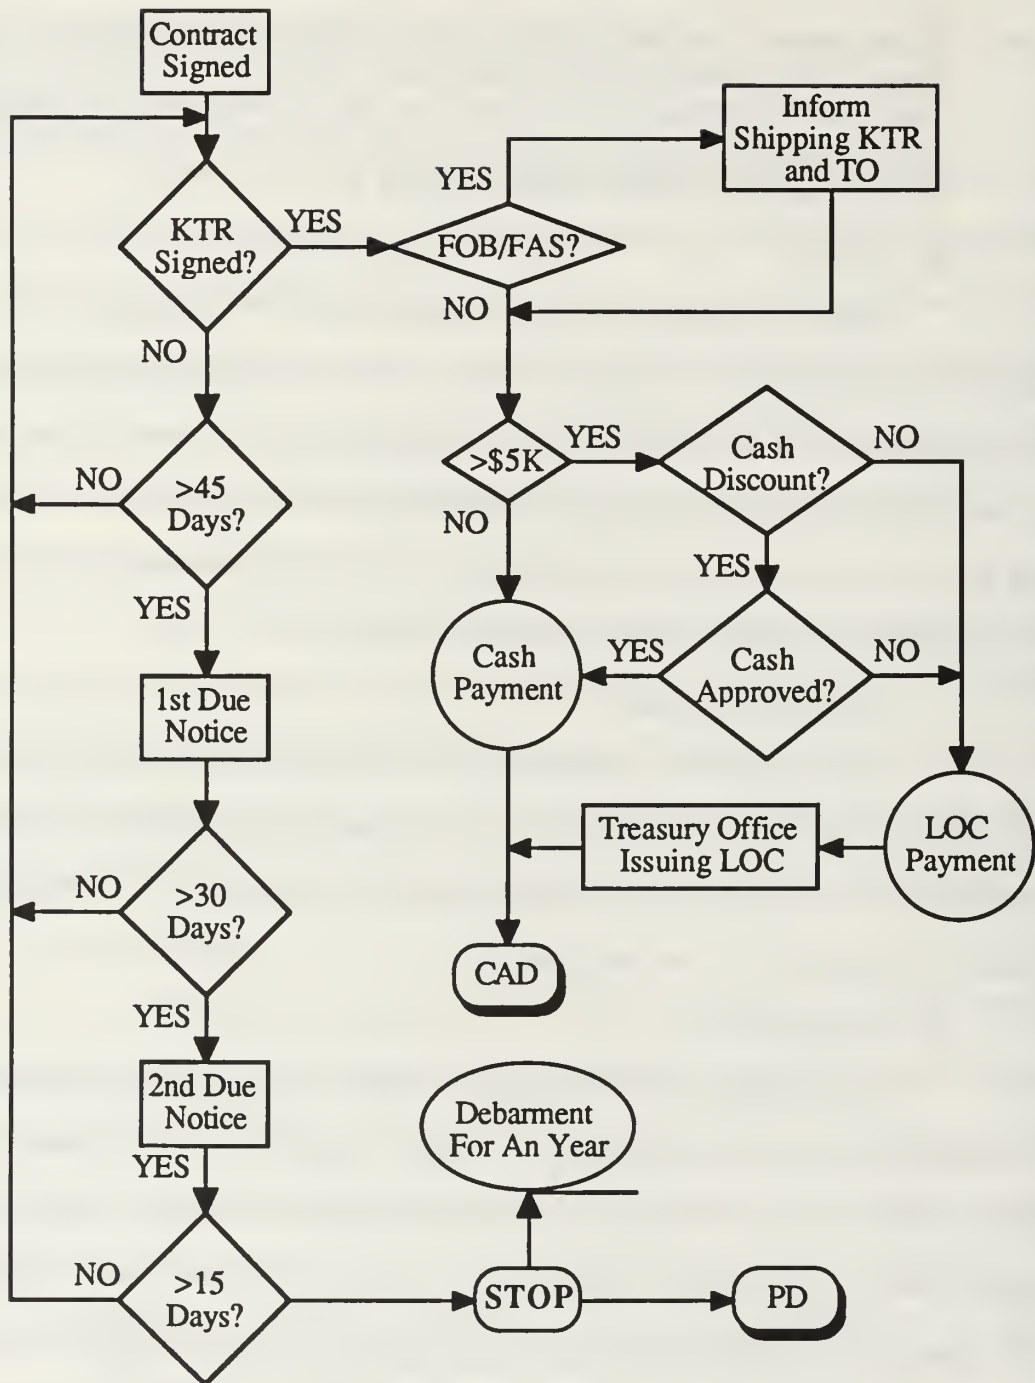 Contract
Signed
Inform
Shipping KTR
and TO
YES
KTR
Signed?
YES
FOB/FAS?
NO
NO
>45
Days?
NO
YES
>$5K
YES
Cash
Discount?
NO
NO
YES
1st Due
Notice
Cash
Payment
YES
Cash
Approved?
NO
>30
Days?
NO
YES
Treasury Office
Issuing LOC
LOC
Payment
CAD
2nd Due
Notice
YES
Debarment
For An Year
>15
Days?
NO
STOP
PD